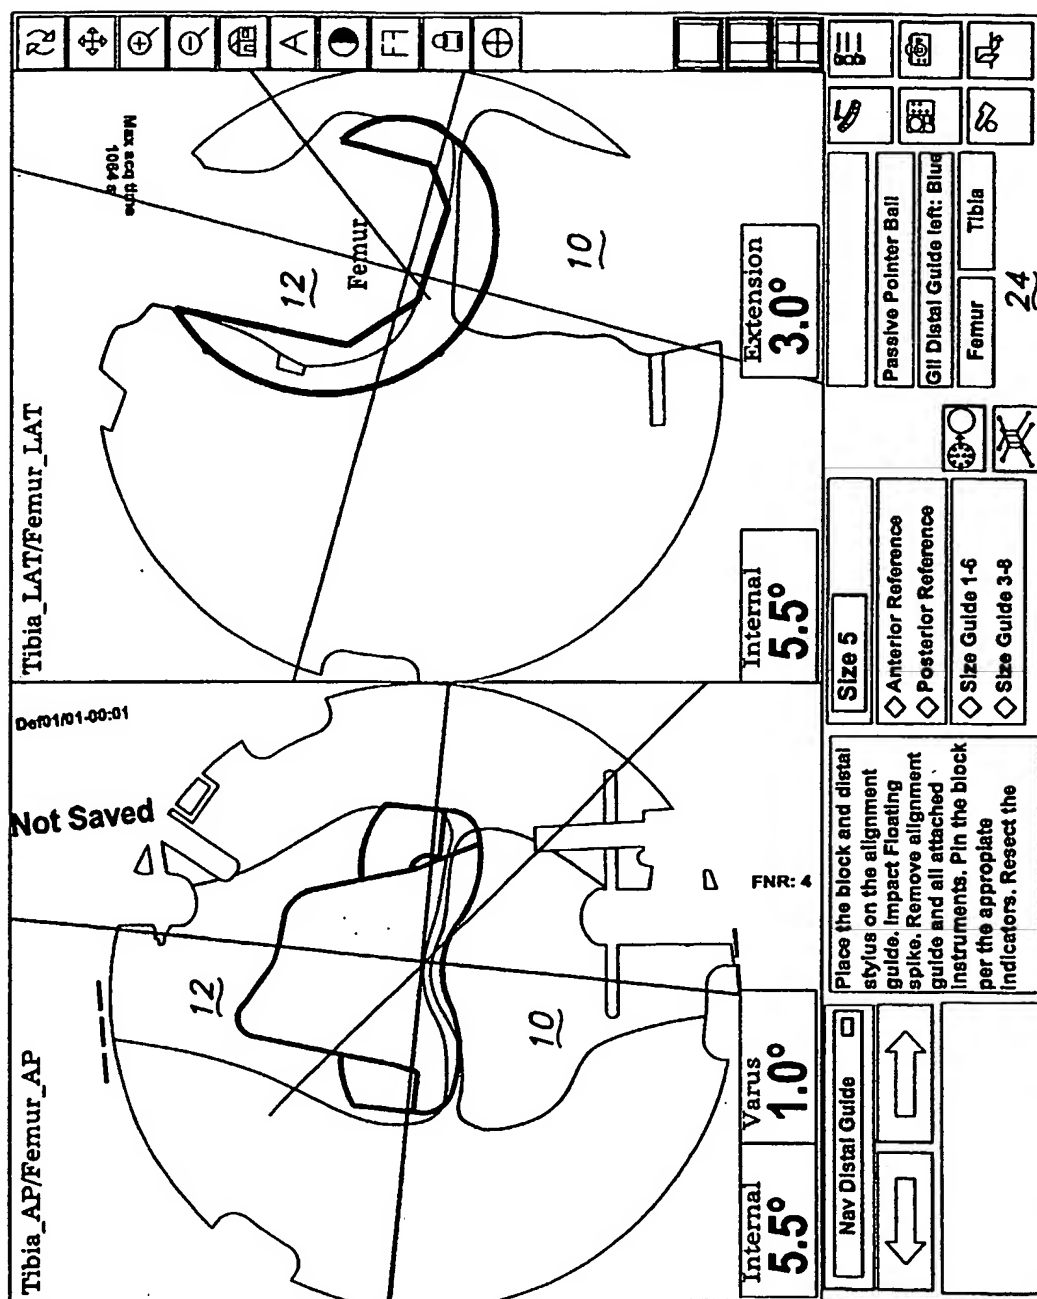 Tibia_AP/Femur_AP
Not Saved
Def01/01-00:01
12
10
FNR: 4
Internal
5.5°
Varus
1.0°
Tibia_LAT/Femur_LAT
Max acq time
1064 s
12
Femur
10
Internal
5.5°
Extension
3.0°
A
Nav Distal Guide
Place the block and distal
stylus on the alignment
guide. Impact Floating
spike. Remove alignment
guide and all attached
instruments. Pin the block
per the appropiate
indicators. Resect the
Size 5
Anterior Reference
Posterior Reference
Size Guide 1-6
Size Guide 3-8
Passive Pointer Ball
GII Distal Guide left: Blue
Femur
Tibia
24